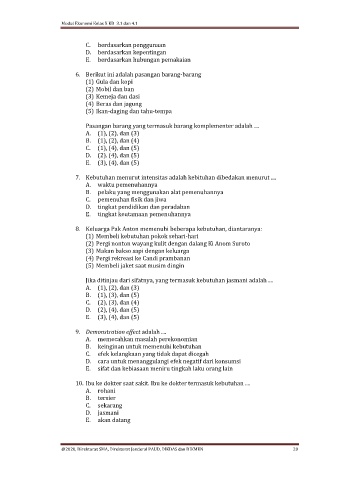 Modul Ekonomi Kelas X KD 3.1 dan 4.1
C. berdasarkan penggunaan
D. berdasarkan kepentingan
E. berdasarkan hubungan pemakaian
6. Berikut ini adalah pasangan barang-barang
(1) Gula dan kopi
(2) Mobil dan ban
(3) Kemeja dan dasi
(4) Beras dan jagung
(5) Ikan-daging dan tahu-tempa
Pasangan barang yang termasuk barang komplementer adalah ....
A. (1), (2), dan (3)
B. (1), (2), dan (4)
C. (1), (4), dan (5)
D. (2), (4), dan (5)
E. (3), (4), dan (5)
7. Kebutuhan menurut intensitas adalah kebutuhan dibedakan menurut ....
A. waktu pemenuhannya
B. pelaku yang menggunakan alat pemenuhannya
C. pemenuhan fisik dan jiwa
D. tingkat pendidikan dan peradaban
E. tingkat keutamaan pemenuhannya
8. Keluarga Pak Anton memenuhi beberapa kebutuhan, diantaranya:
(1) Membeli kebutuhan pokok sehari-hari
(2) Pergi nonton wayang kulit dengan dalang Ki Anom Suroto
(3) Makan bakso sapi dengan keluarga
(4) Pergi rekreasi ke Candi prambanan
(5) Membeli jaket saat musim dingin
Jika ditinjau dari sifatnya, yang termasuk kebutuhan jasmani adalah ....
A. (1), (2), dan (3)
B. (1), (3), dan (5)
C. (2), (3), dan (4)
D. (2), (4), dan (5)
E. (3), (4), dan (5)
9. Demonstration effect adalah ....
A. memecahkan masalah perekonomian
B. keinginan untuk memenuhi kebutuhan
C. efek kelangkaan yang tidak dapat dicegah
D. cara untuk menanggulangi efek negatif dari konsumsi
E. sifat dan kebiasaan meniru tingkah laku orang lain
10. Ibu ke dokter saat sakit. Ibu ke dokter termasuk kebutuhan ....
A. rohani
B. tersier
C. sekarang
D. jasmani
E. akan datang
@2020, Direktorat SMA, Direktorat Jenderal PAUD, DIKDAS dan DIKMEN 20